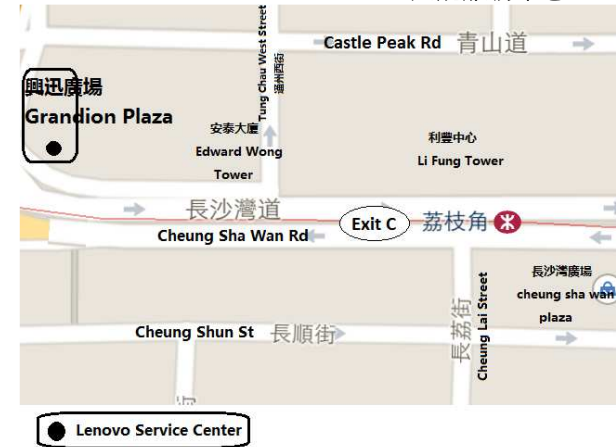 Castle Peak Rd 青山道
Tung Chau West Street
通州西街
興迅廣場
Grandion Plaza
安泰大廈
Edward Wong
Tower
利豐中心
Li Fung Tower
長沙灣道
Cheung Sha Wan Rd
Exit C
荔枝角
長沙灣廣場
cheung sha wan
plaza
長荔街
Cheung Lai Street
Cheung Shun St 長順街
街
Lenovo Service Center